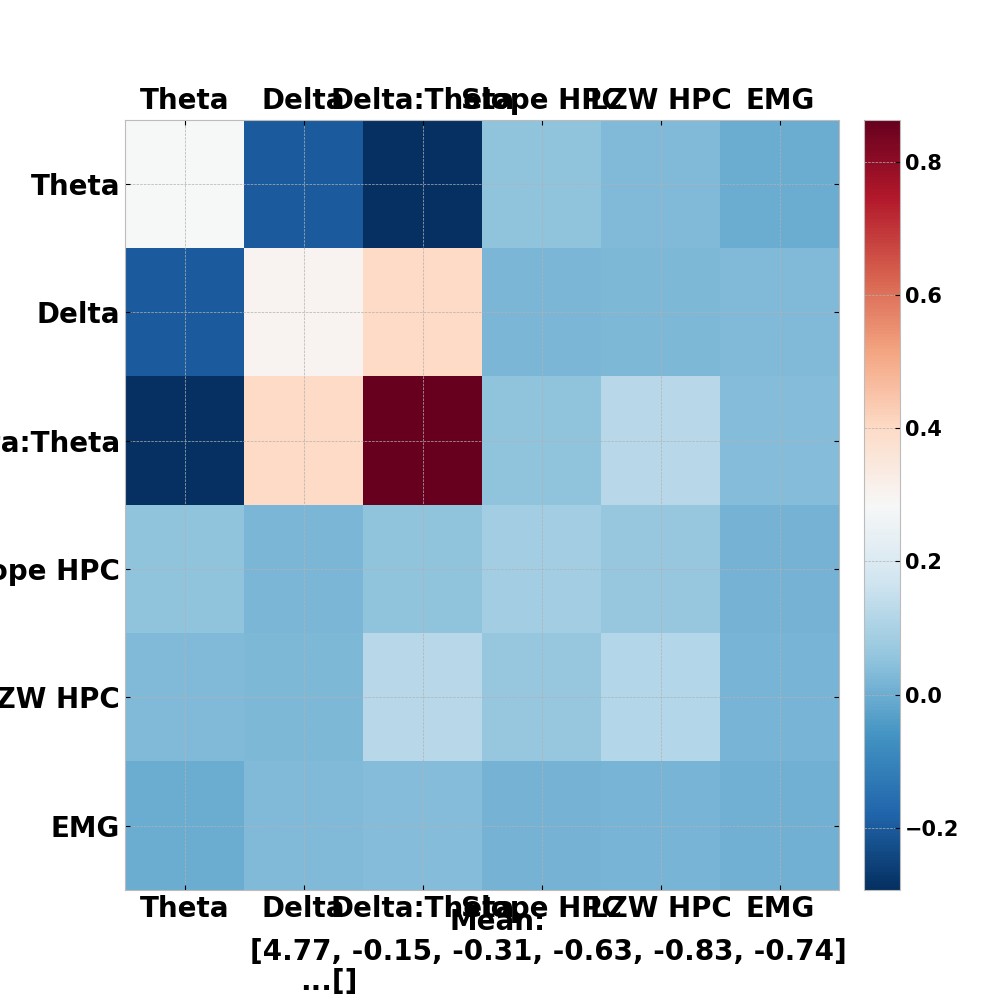 Theta Delta Delta:Theta Slope HPC LZW HPC EMG
Theta
Delta
a:Theta
ope HPC
ZW HPC
EMG
0.8
0.6
0.4
0.2
0.0
−0.2
Theta Delta Delta:Theta Slope HPC LZW HPC EMG
Mean:
[4.77, -0.15, -0.31, -0.63, -0.83, -0.74]
...[]